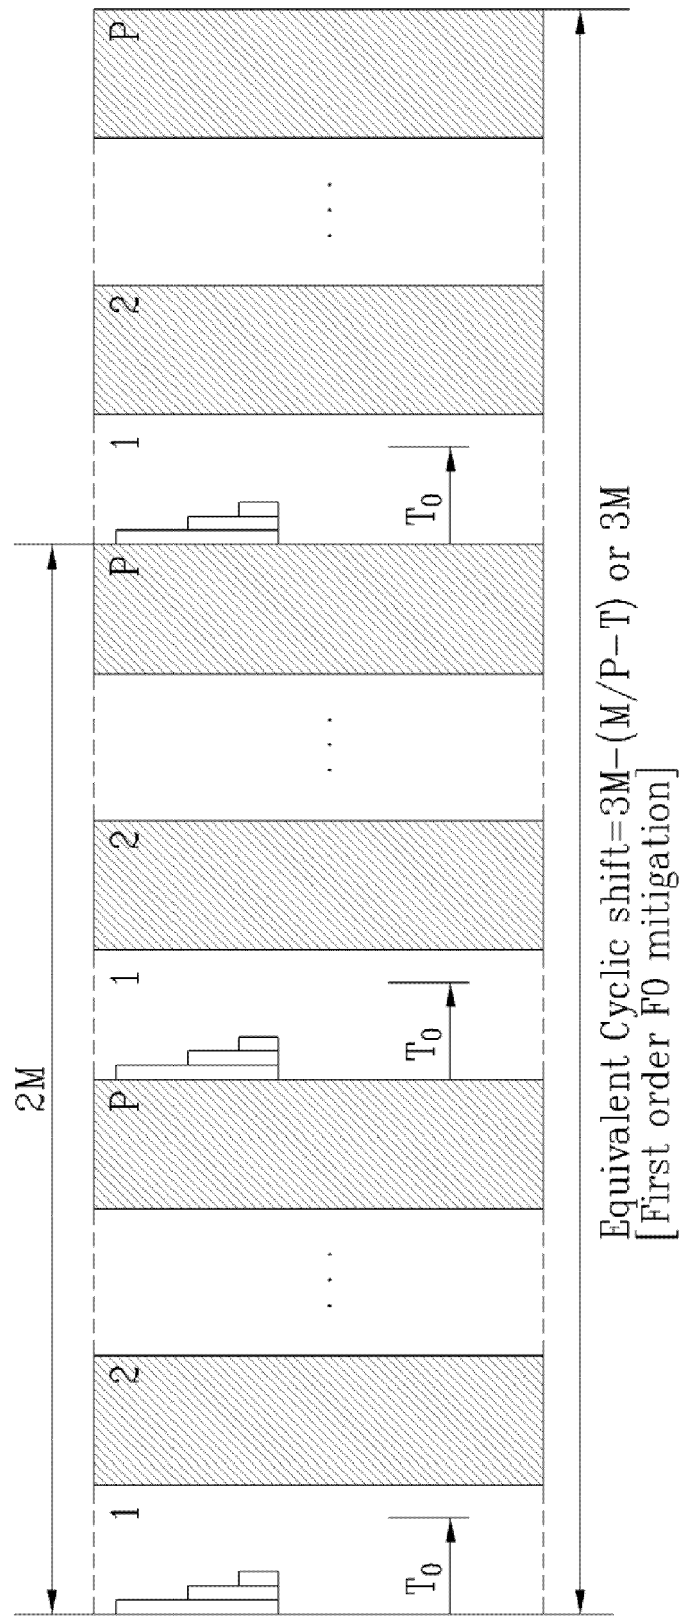 2M
1 2 P 1 2 P 1 2 P
... ... ...
T₀ T₀ T₀
Equivalent Cyclic shift=3M-(M/P-T) or 3M
[First order F0 mitigation]